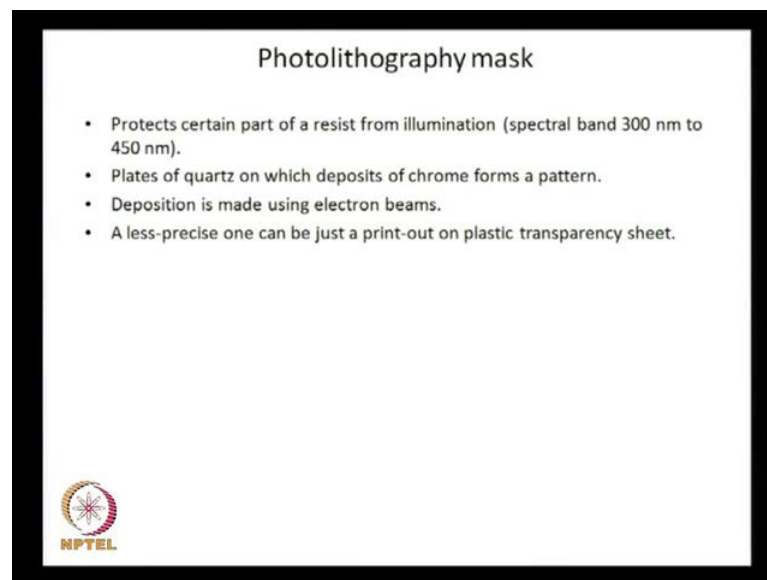 Photolithography mask
• Protects certain part of a resist from illumination (spectral band 300 nm to
450 nm).
• Plates of quartz on which deposits of chrome forms a pattern.
• Deposition is made using electron beams.
• A less-precise one can be just a print-out on plastic transparency sheet.
NPTEL